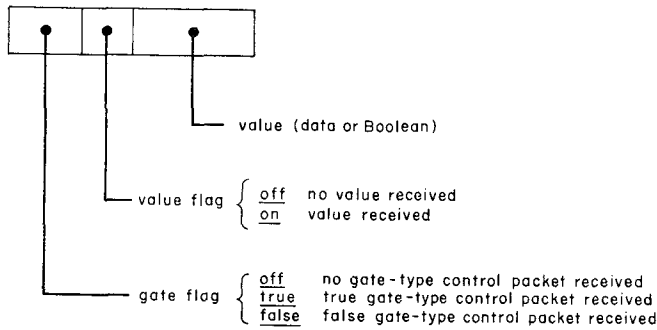 value (data or Boolean)
value flag { off no value received
on value received
gate flag { off no gate-type control packet received
true true gate-type control packet received
false false gate-type control packet received